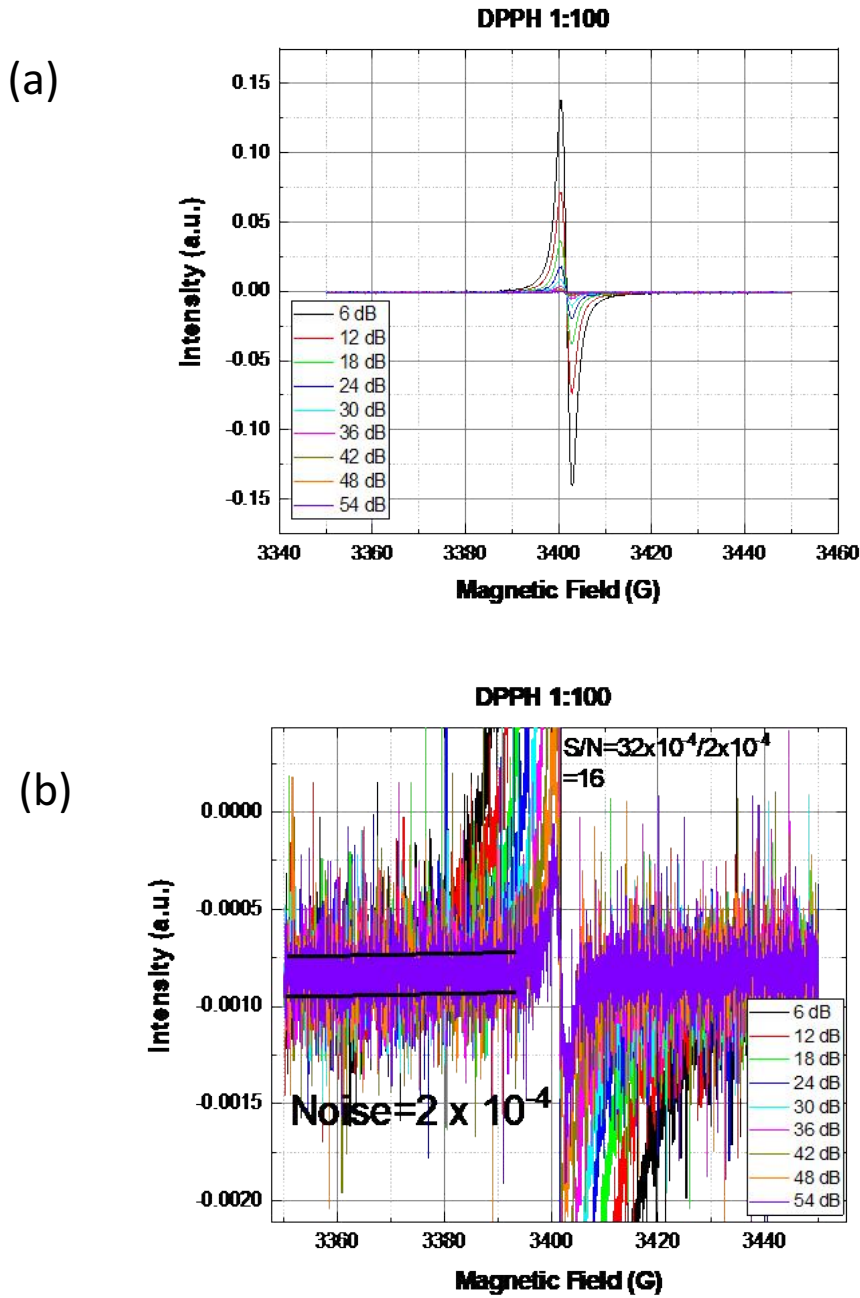 (a)
DPPH 1:100
Intensity (a.u.)
0.15
0.10
0.05
0.00
-0.05
-0.10
-0.15
6 dB
12 dB
18 dB
24 dB
30 dB
36 dB
42 dB
48 dB
54 dB
3340 3360 3380 3400 3420 3440 3460
Magnetic Field (G)
(b)
DPPH 1:100
S/N=32x10⁻⁴/2x10⁻⁴
=16
Intensity (a.u.)
0.0000
-0.0005
-0.0010
-0.0015
-0.0020
Noise=2 x 10⁻⁴
6 dB
12 dB
18 dB
24 dB
30 dB
36 dB
42 dB
48 dB
54 dB
3360 3380 3400 3420 3440
Magnetic Field (G)